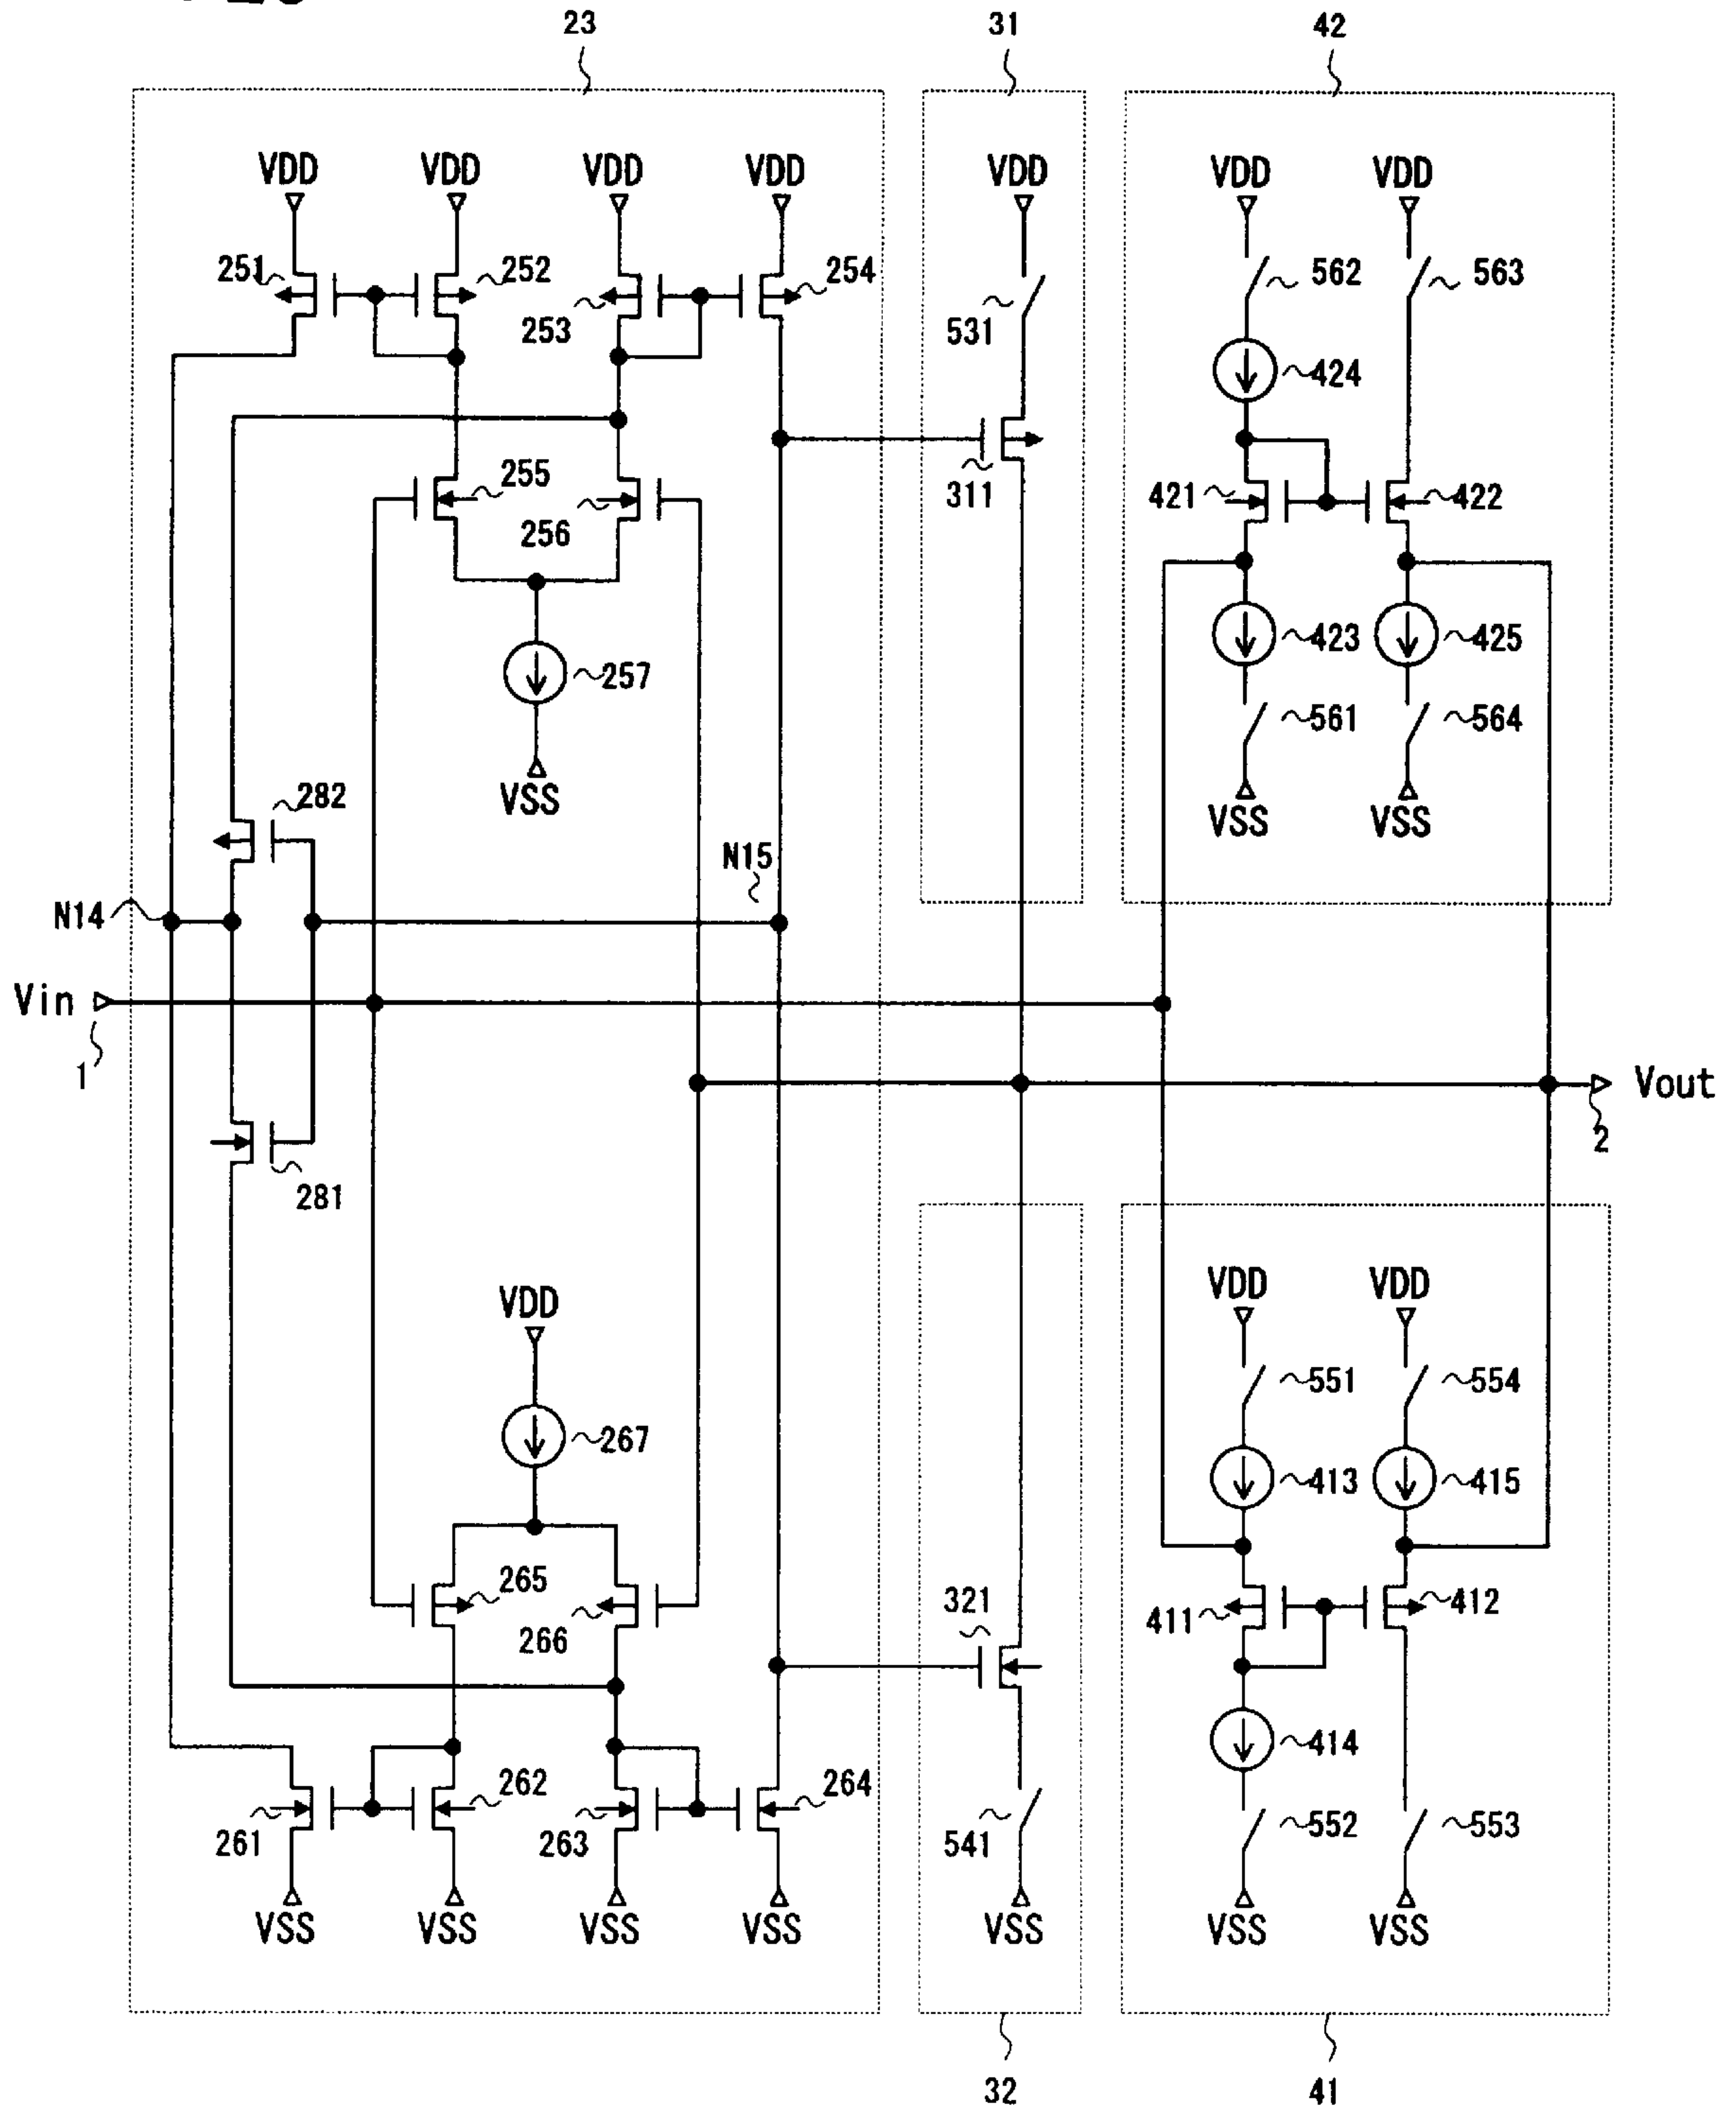 23 31 42
VDD VDD VDD VDD VDD VDD VDD
251 252 253 254 531 562 563
424
255 256 311 421 422
257 423 425
VSS 561 564
282 VSS VSS
N15
N14
Vin
1
Vout
2
281
VDD VDD VDD
551 554
267 413 415
265 266 321 411 412
414
261 262 263 264 541 552 553
VSS VSS VSS VSS VSS VSS VSS
32 41